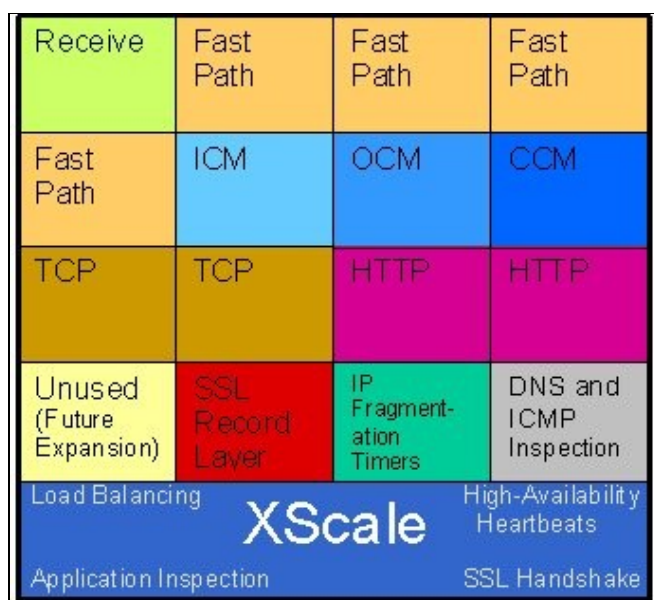 Receive
Fast
Path
Fast
Path
Fast
Path
Fast
Path
ICM
OCM
CCM
TCP
TCP
HTTP
HTTP
Unused
(Future
Expansion)
SSL
Record
Layer
IP
Fragment-
ation
Timers
DNS and
ICMP
Inspection
Load Balancing
XScale
High-Availability
Heartbeats
Application Inspection
SSL Handshake